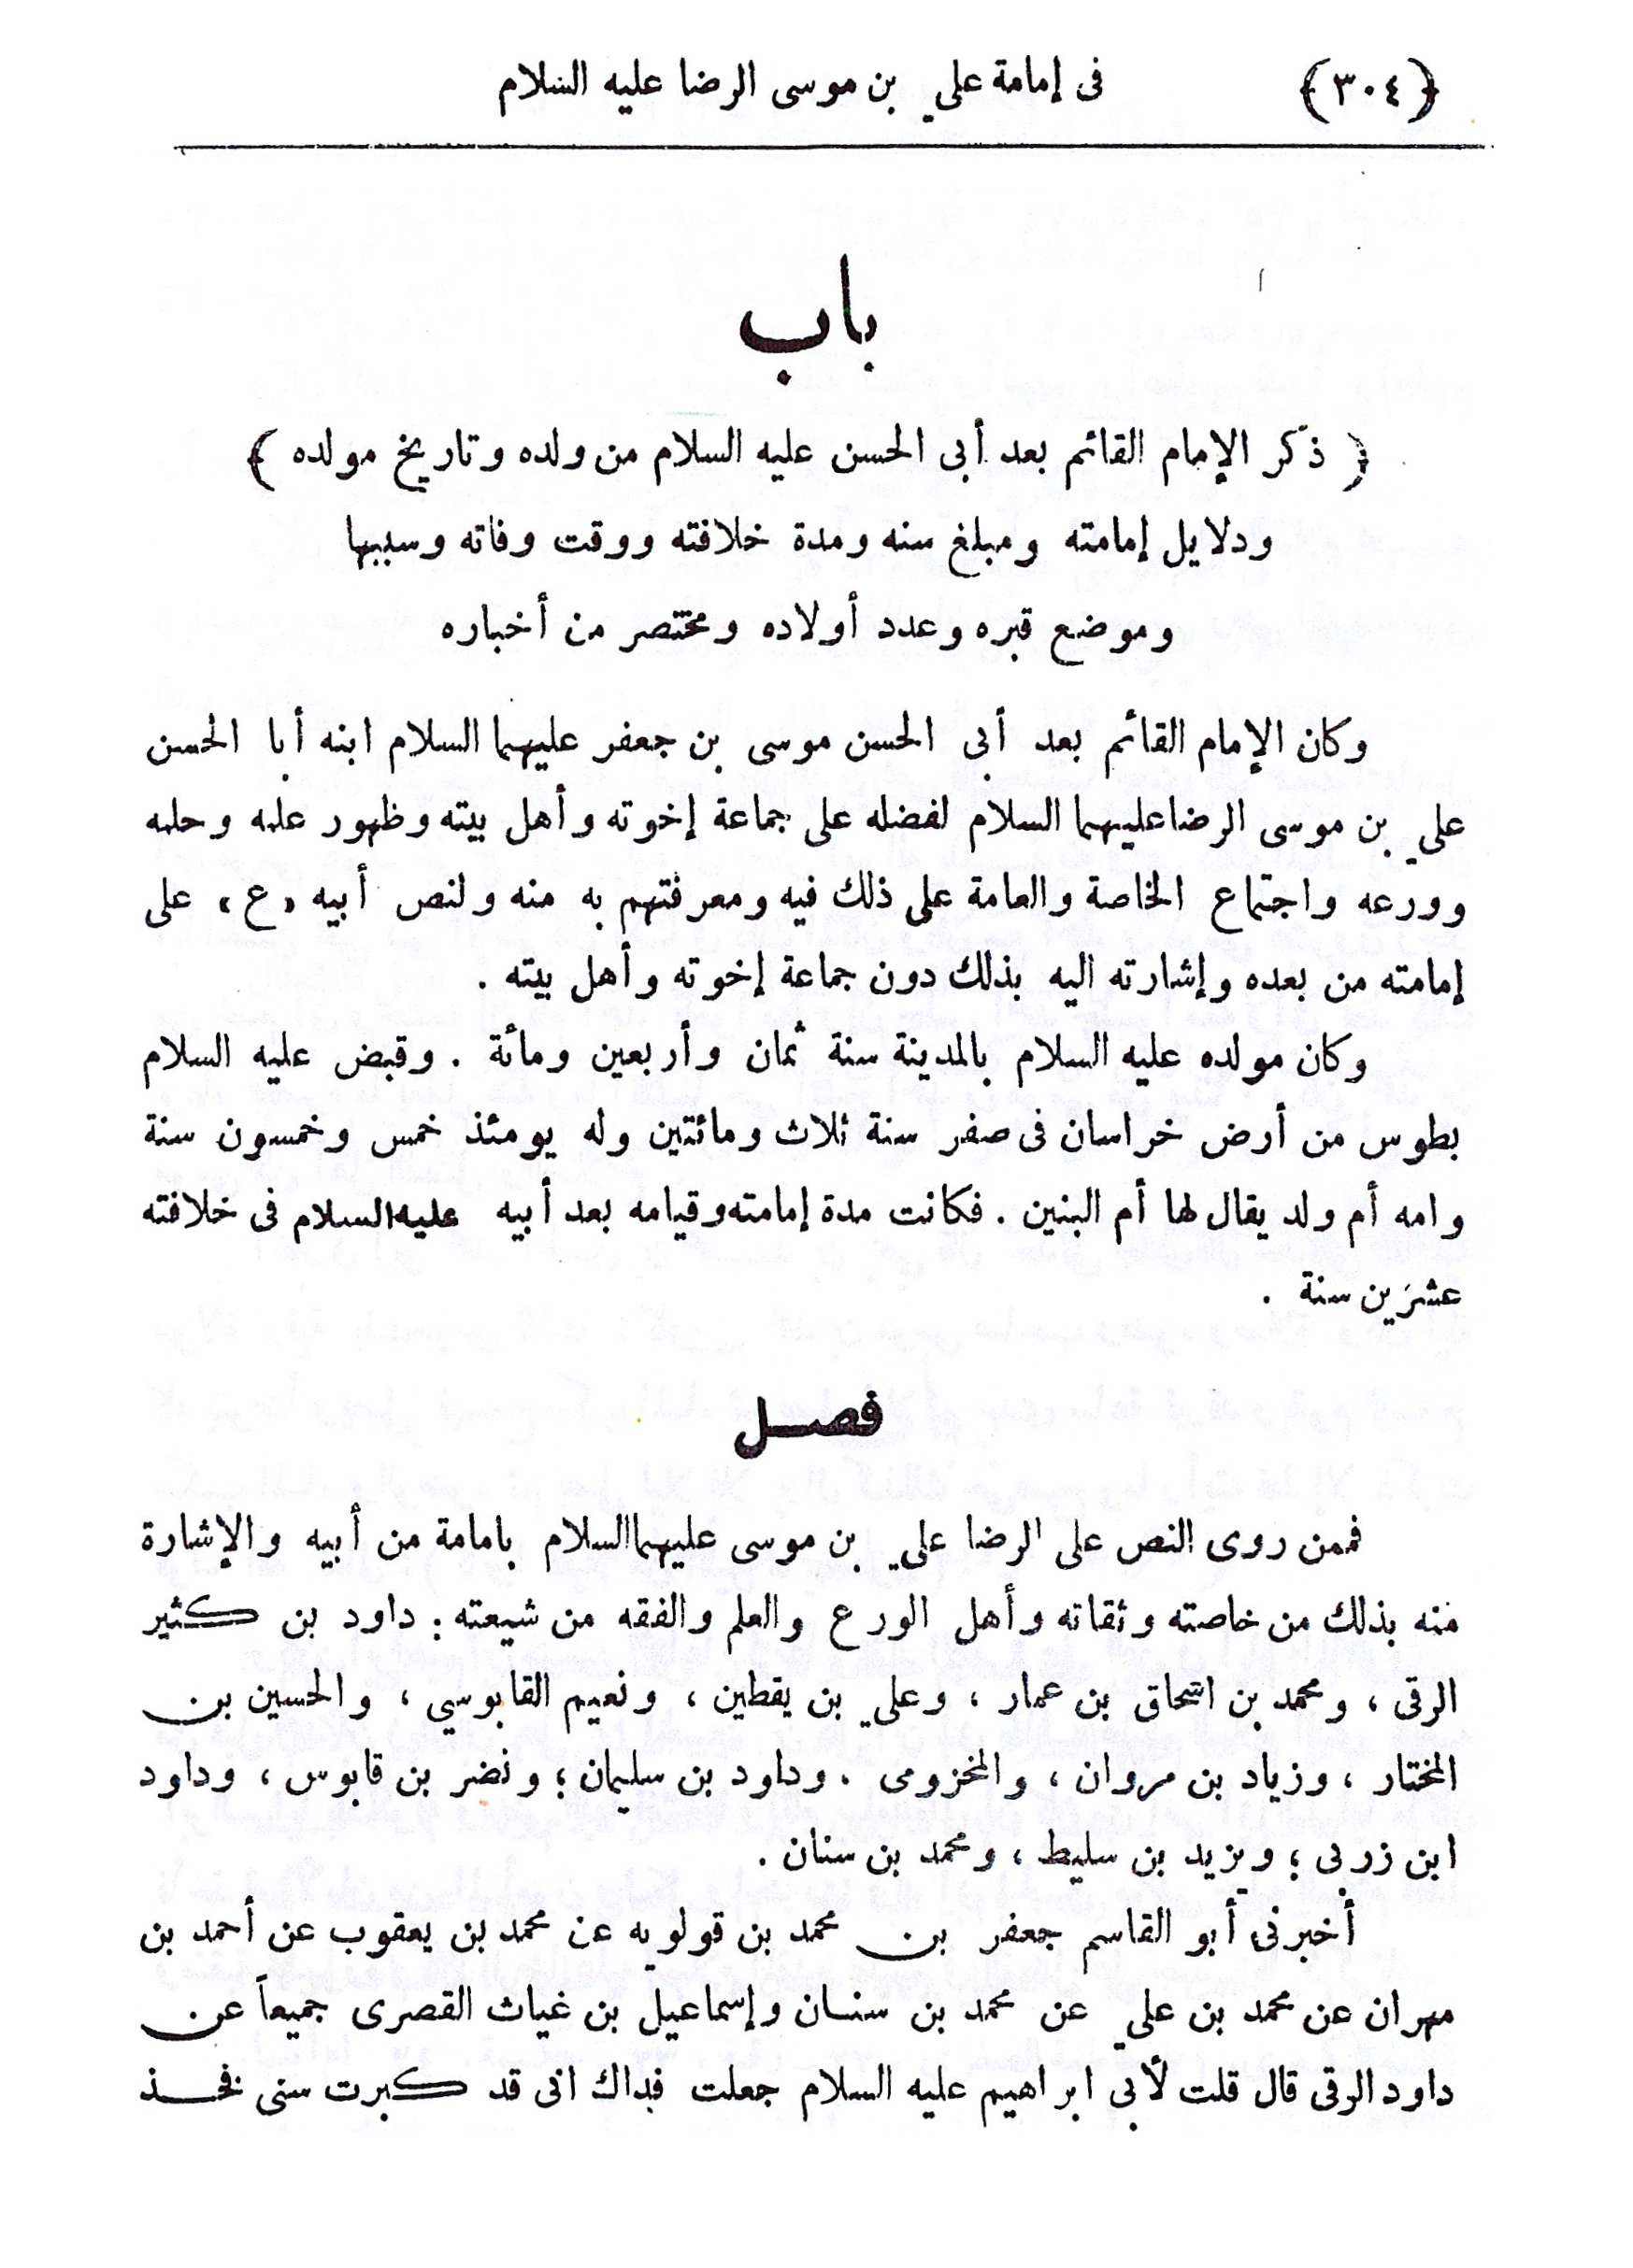 ﴿٣٠٤﴾ فى إمامة علي بن موسى الرضا عليه السلام
باب
﴿ ذكر الإمام القائم بعد أبى الحسن عليه السلام من ولده وتاريخ مولده ﴾
ودلايل إمامته ومبلغ سنه ومدة خلافته ووقت وفاته وسببها
وموضع قبره وعدد أولاده ومختصر من أخباره
وكان الإمام القائم بعد أبى الحسن موسى بن جعفر عليهما السلام ابنه أبا الحسن
علي بن موسى الرضا عليهما السلام لفضله على جماعة إخوته وأهل بيته وظهور علمه وحلمه
وورعه واجتماع الخاصة والعامة على ذلك فيه ومعرفتهم به منه ولنص أبيه «ع» على
إمامته من بعده وإشارته اليه بذلك دون جماعة إخوته وأهل بيته .
وكان مولده عليه السلام بالمدينة سنة ثمان وأربعين ومائة . وقبض عليه السلام
بطوس من أرض خراسان فى صفر سنة ثلاث ومائتين وله يومئذ خمس وخمسون سنة
وامه أم ولد يقال لها أم البنين . فكانت مدة إمامته وقيامه بعد أبيه عليه السلام فى خلافته
عشرين سنة .
فصل
فممن روى النص على الرضا علي بن موسى عليهما السلام بامامة من أبيه والإشارة
منه بذلك من خاصته وثقاته وأهل الورع والعلم والفقه من شيعته : داود بن كثير
الرقى ، ومحمد بن اسحاق بن عمار ، وعلي بن يقطين ، ونعيم القابوسي ، والحسين بن
المختار ، وزياد بن مروان ، والمخزومى . وداود بن سليمان ؛ ونضر بن قابوس ، وداود
ابن زربى ؛ ويزيد بن سليط ، ومحمد بن سنان .
أخبرنى أبو القاسم جعفر بن محمد بن قولويه عن محمد بن يعقوب عن أحمد بن
مهران عن محمد بن علي عن محمد بن سنان وإسماعيل بن غياث القصرى جميعاً عن
داود الرقى قال قلت لأبى ابراهيم عليه السلام جعلت فداك انى قد كبرت سنى فخذ